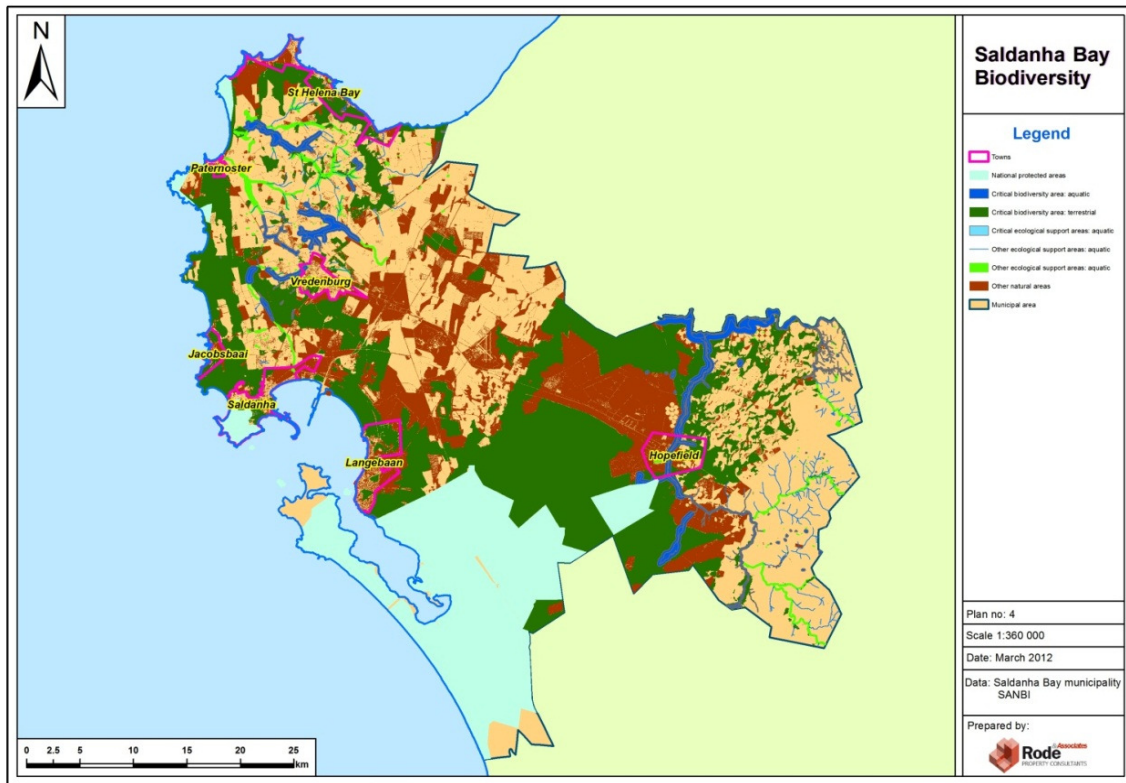 N
St Helena Bay
Paternoster
Vredenburg
Jacobsbaai
Saldanha
Langebaan
Hopefield
0 2.5 5 10 15 20 25
km
Saldanha Bay
Biodiversity
Legend
Towns
National protected areas
Critical biodiversity area: aquatic
Critical biodiversity area: terrestrial
Critical ecological support areas: aquatic
Other ecological support areas: aquatic
Other ecological support areas: aquatic
Other natural areas
Municipal area
Plan no: 4
Scale 1:360 000
Date: March 2012
Data: Saldanha Bay municipality
SANBI
Prepared by:
Rode & Associates
PROPERTY CONSULTANTS